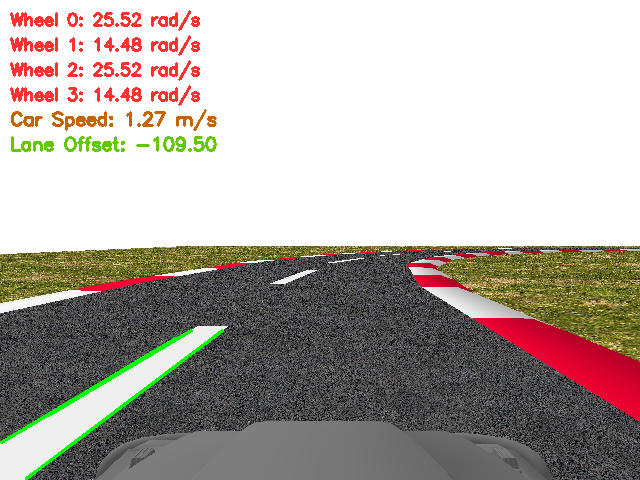 Wheel 0: 25.52 rad/s
Wheel 1: 14.48 rad/s
Wheel 2: 25.52 rad/s
Wheel 3: 14.48 rad/s
Car Speed: 1.27 m/s
Lane Offset: -109.50